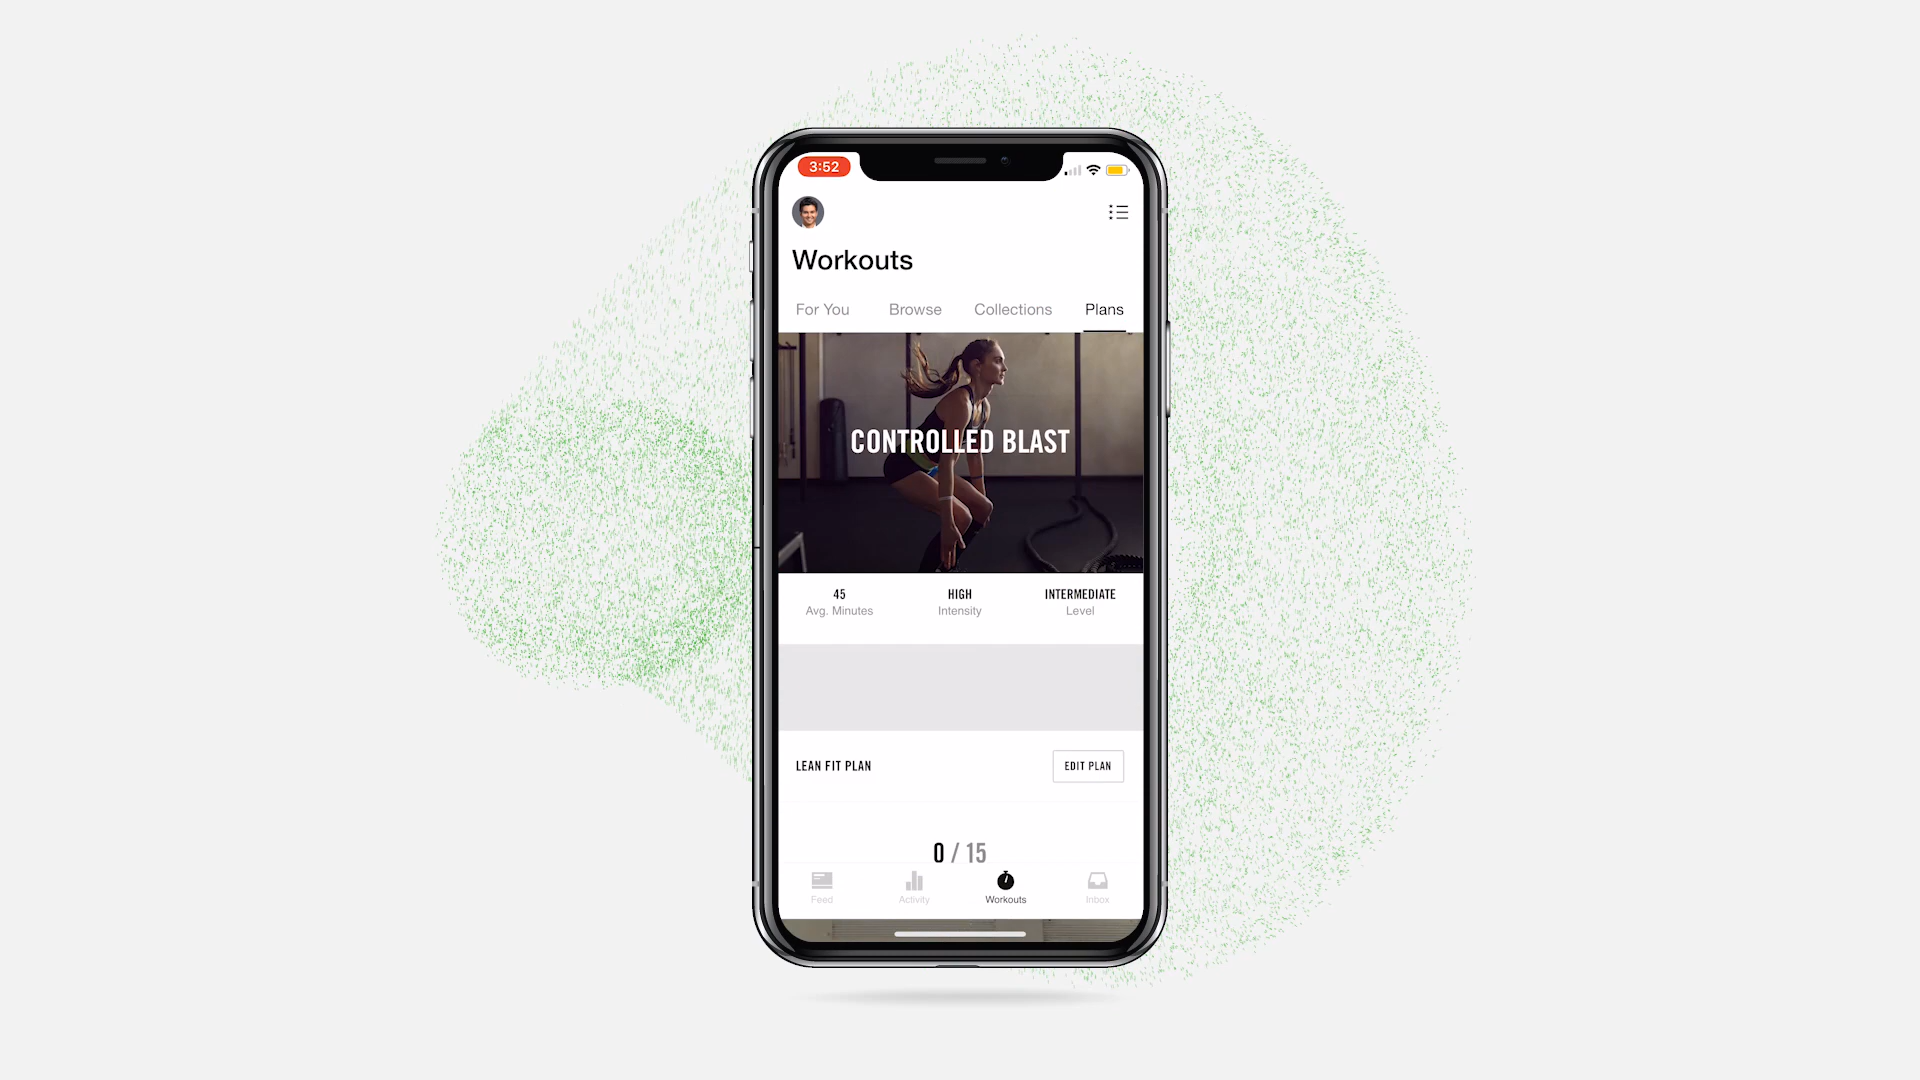 3:52
Workouts
For You Browse Collections Plans
CONTROLLED BLAST
45 HIGH INTERMEDIATE
Avg. Minutes Intensity Level
LEAN FIT PLAN EDIT PLAN
0 / 15
Feed Activity Workouts Inbox